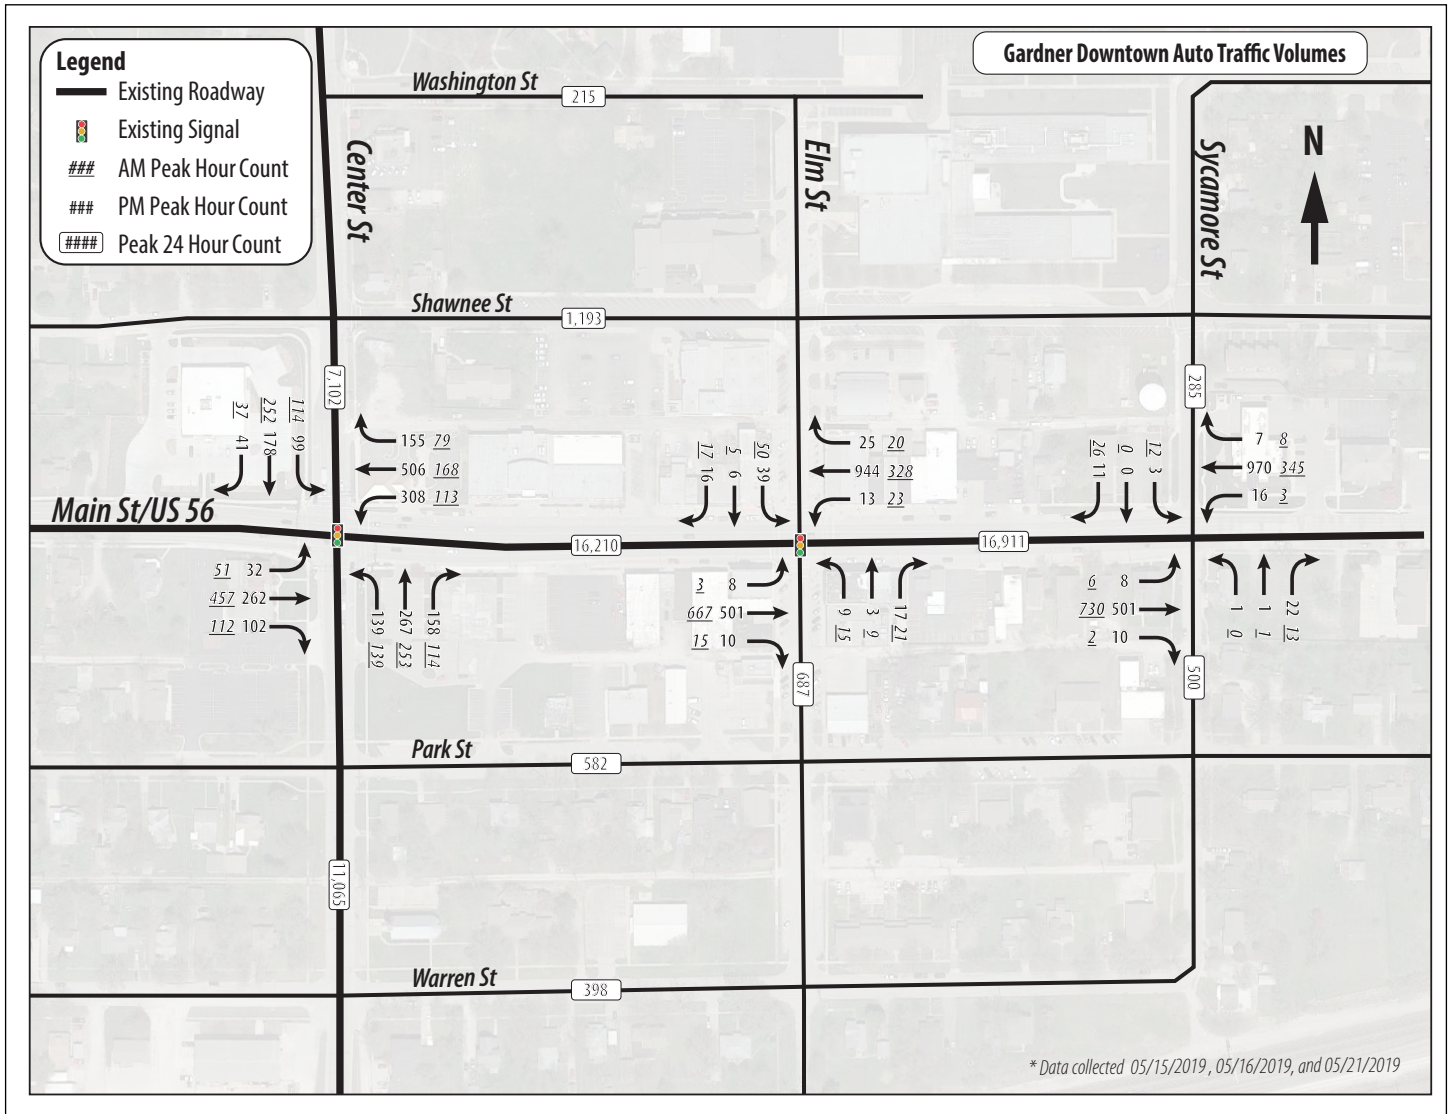 Gardner Downtown Auto Traffic Volumes
Legend
Existing Roadway
Existing Signal
### AM Peak Hour Count
### PM Peak Hour Count
#### Peak 24 Hour Count
Washington St
215
Center St
Elm St
Sycamore St
N
Shawnee St
1,193
7,102
285
37 41
252 178
114 99
155 79
506 168
308 113
17 16
5 6
50 39
25 20
944 328
13 23
26 11
0 0
12 3
7 8
970 345
16 3
Main St/US 56
16,210
16,911
51 32
457 262
112 102
139 139
267 253
158 114
3 8
667 501
15 10
9 15
3 9
17 21
6 8
730 501
2 10
1 0
1 1
22 13
687
500
Park St
582
11,065
Warren St
398
* Data collected 05/15/2019 , 05/16/2019, and 05/21/2019